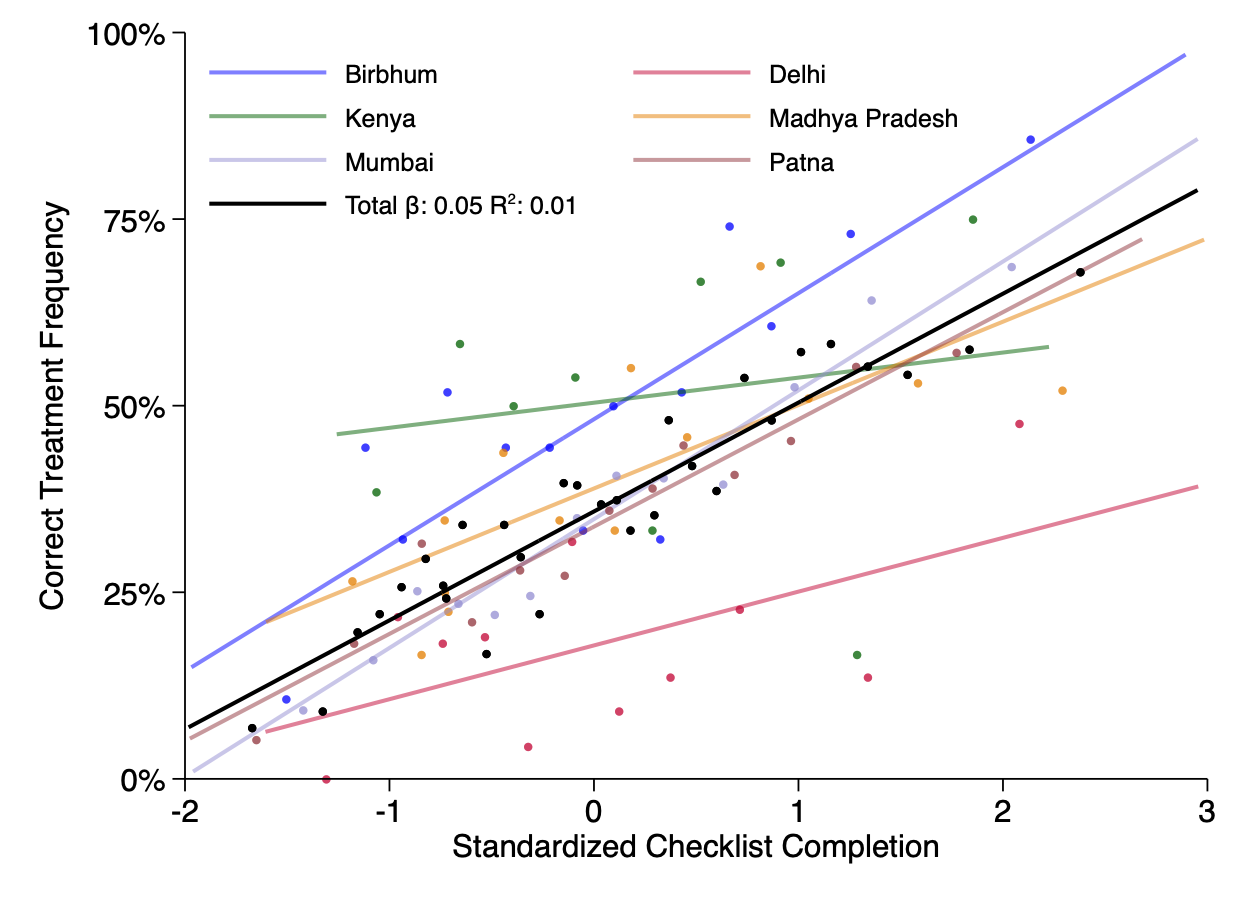 100%
75%
50%
25%
0%
Correct Treatment Frequency
Birbhum
Delhi
Kenya
Madhya Pradesh
Mumbai
Patna
Total β: 0.05 R²: 0.01
-2 -1 0 1 2 3
Standardized Checklist Completion